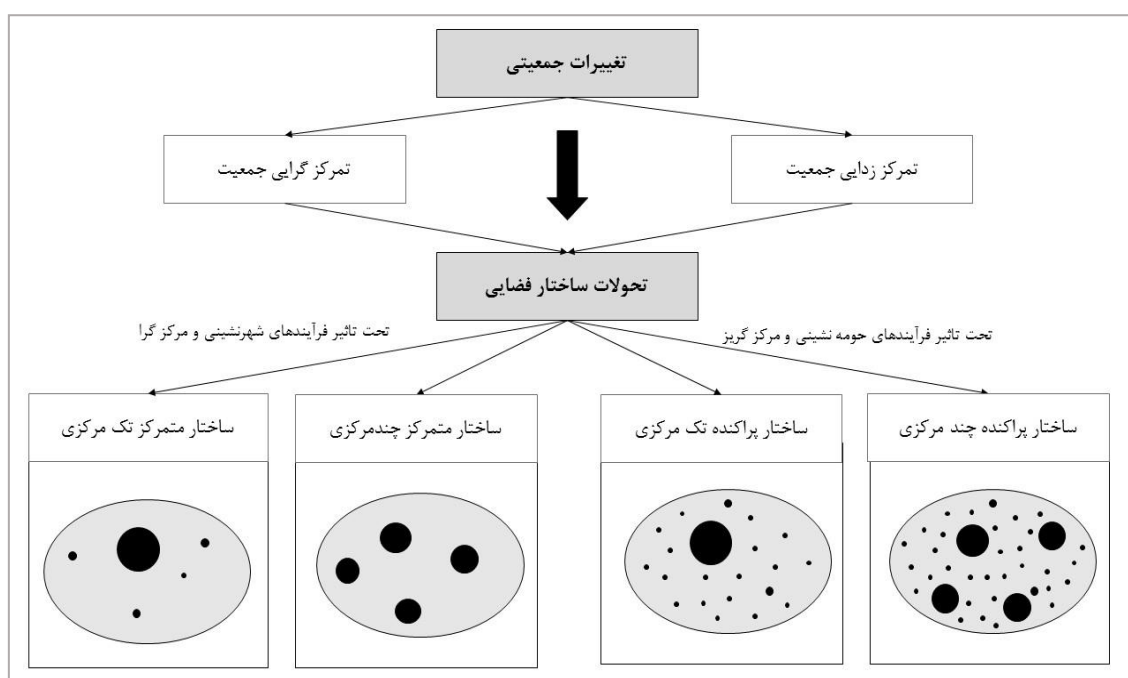 تغییرات جمعیتی
تمرکز زدایی جمعیت
تمرکز گرایی جمعیت
تحولات ساختار فضایی
تحت تاثیر فرآیندهای حومه نشینی و مرکز گریز
تحت تاثیر فرآیندهای شهرنشینی و مرکز گرا
ساختار پراکنده چند مرکزی
ساختار پراکنده تک مرکزی
ساختار متمرکز چندمرکزی
ساختار متمرکز تک مرکزی